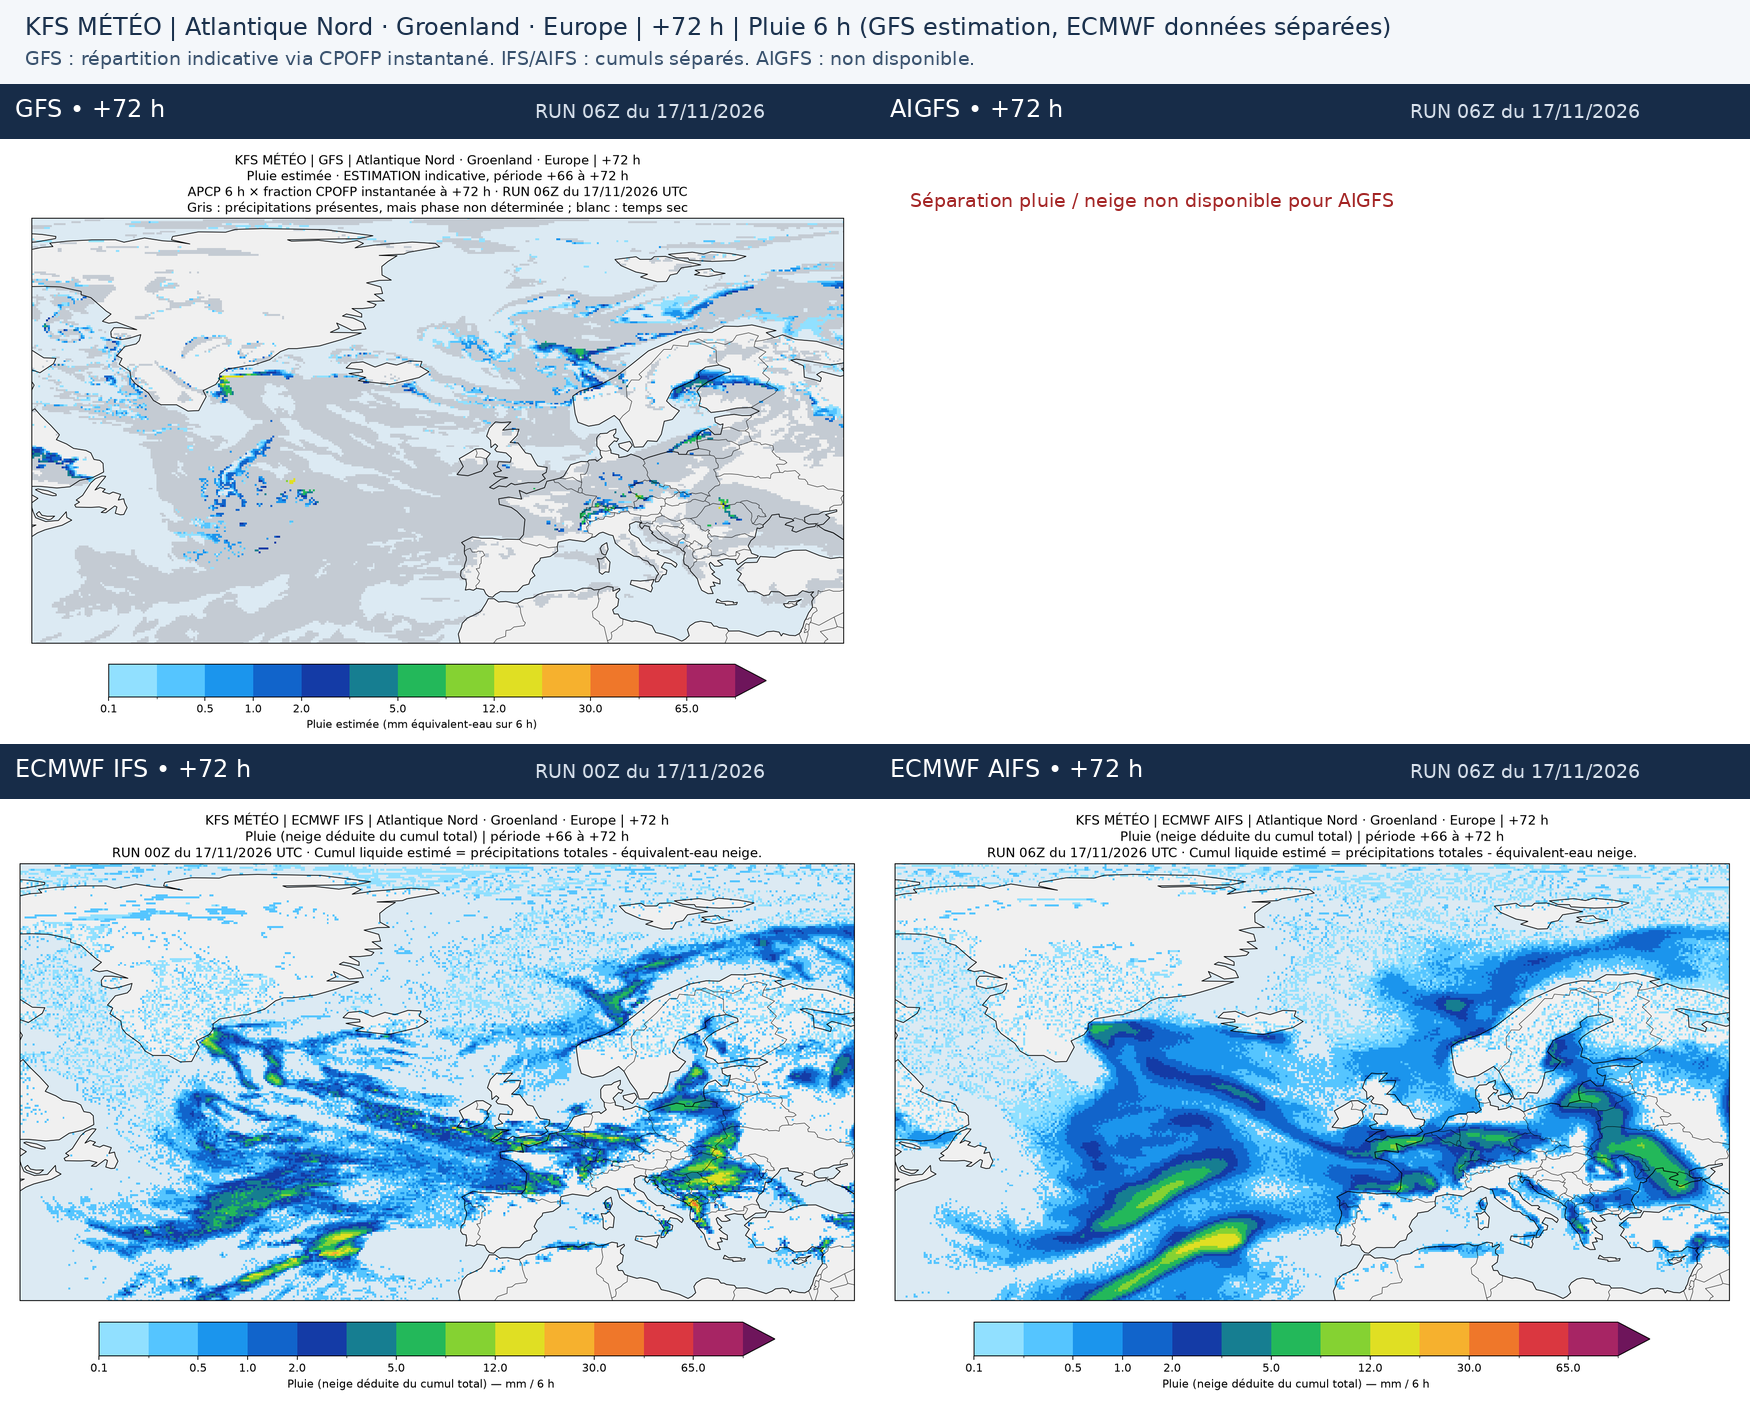 KFS MÉTÉO | Atlantique Nord · Groenland · Europe | +72 h | Pluie 6 h (GFS estimation, ECMWF données séparées)
GFS : répartition indicative via CPOFP instantané. IFS/AIFS : cumuls séparés. AIGFS : non disponible.
GFS • +72 h
RUN 06Z du 17/11/2026
AIGFS • +72 h
RUN 06Z du 17/11/2026
KFS MÉTÉO | GFS | Atlantique Nord · Groenland · Europe | +72 h
Pluie estimée · ESTIMATION indicative, période +66 à +72 h
APCP 6 h × fraction CPOFP instantanée à +72 h · RUN 06Z du 17/11/2026 UTC
Gris : précipitations présentes, mais phase non déterminée ; blanc : temps sec
Séparation pluie / neige non disponible pour AIGFS
0.1 0.5 1.0 2.0 5.0 12.0 30.0 65.0
Pluie estimée (mm équivalent-eau sur 6 h)
ECMWF IFS • +72 h
RUN 00Z du 17/11/2026
ECMWF AIFS • +72 h
RUN 06Z du 17/11/2026
KFS MÉTÉO | ECMWF IFS | Atlantique Nord · Groenland · Europe | +72 h
Pluie (neige déduite du cumul total) | période +66 à +72 h
RUN 00Z du 17/11/2026 UTC · Cumul liquide estimé = précipitations totales - équivalent-eau neige.
KFS MÉTÉO | ECMWF AIFS | Atlantique Nord · Groenland · Europe | +72 h
Pluie (neige déduite du cumul total) | période +66 à +72 h
RUN 06Z du 17/11/2026 UTC · Cumul liquide estimé = précipitations totales - équivalent-eau neige.
0.1 0.5 1.0 2.0 5.0 12.0 30.0 65.0
Pluie (neige déduite du cumul total) — mm / 6 h
0.1 0.5 1.0 2.0 5.0 12.0 30.0 65.0
Pluie (neige déduite du cumul total) — mm / 6 h